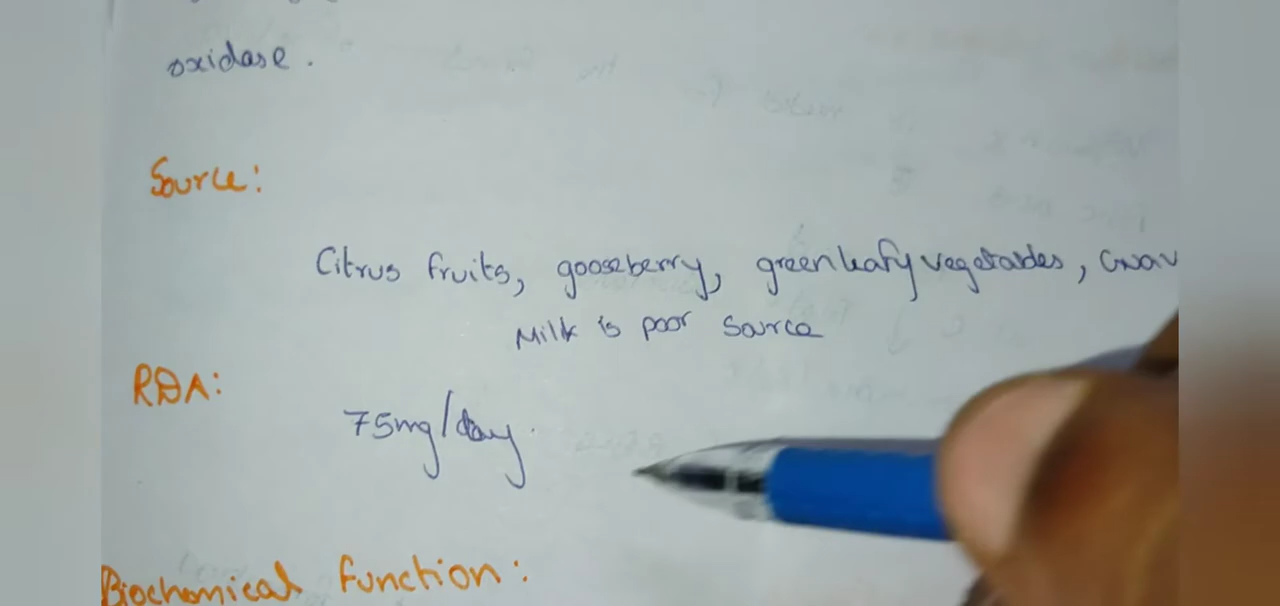 oxidase.
Source:
Citrus fruits, gooseberry, green leafy vegetables,
Milk is poor source
RDA:
75mg/day.
Biochemical function: